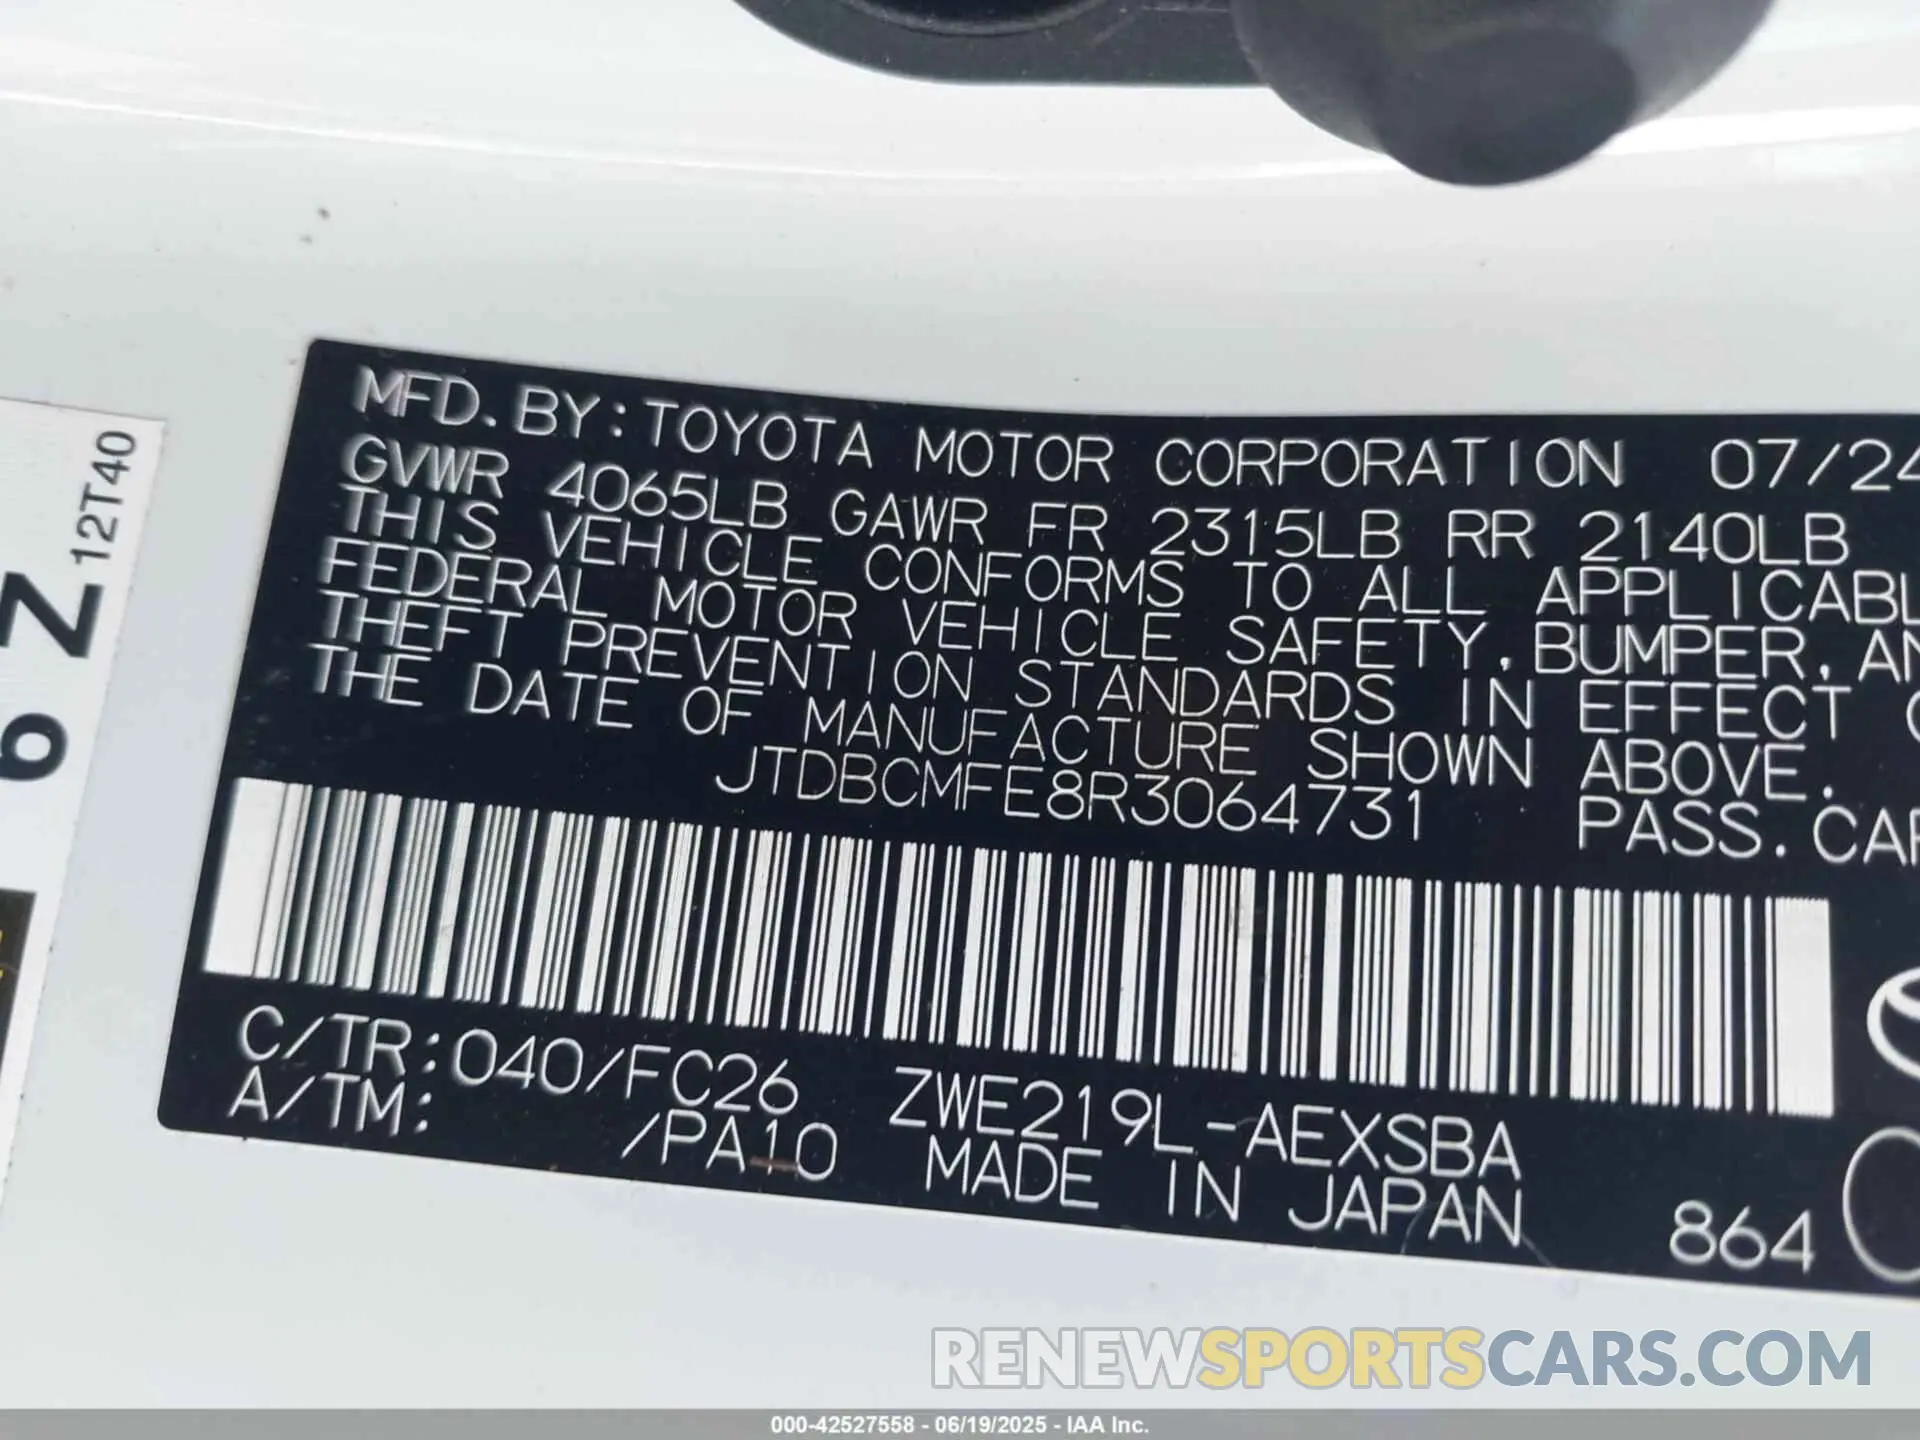 MFD. BY: TOYOTA MOTOR CORPORATION 07/24
GVWR 4065LB GAWR FR 2315LB RR 2140LB
THIS VEHICLE CONFORMS TO ALL APPLICABL
FEDERAL MOTOR VEHICLE SAFETY, BUMPER, AN
THEFT PREVENTION STANDARDS IN EFFECT O
THE DATE OF MANUFACTURE SHOWN ABOVE.
JTDBCMFE8R3064731 PASS. CAR
C/TR: 040/FC26 ZWE219L-AEXSBA
A/TM: /PA10 MADE IN JAPAN 864
6Z 12T40
RENEWSPORTSCARS.COM
000-42527558 - 06/19/2025 - IAA Inc.